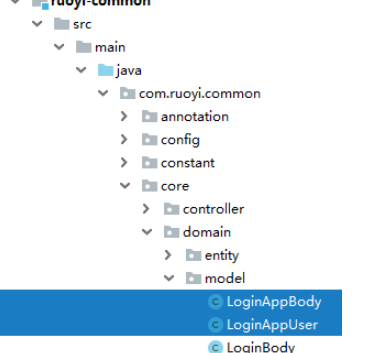 ruoyi-common
src
main
java
com.ruoyi.common
annotation
config
constant
core
controller
domain
entity
model
LoginAppBody
LoginAppUser
LoginBody